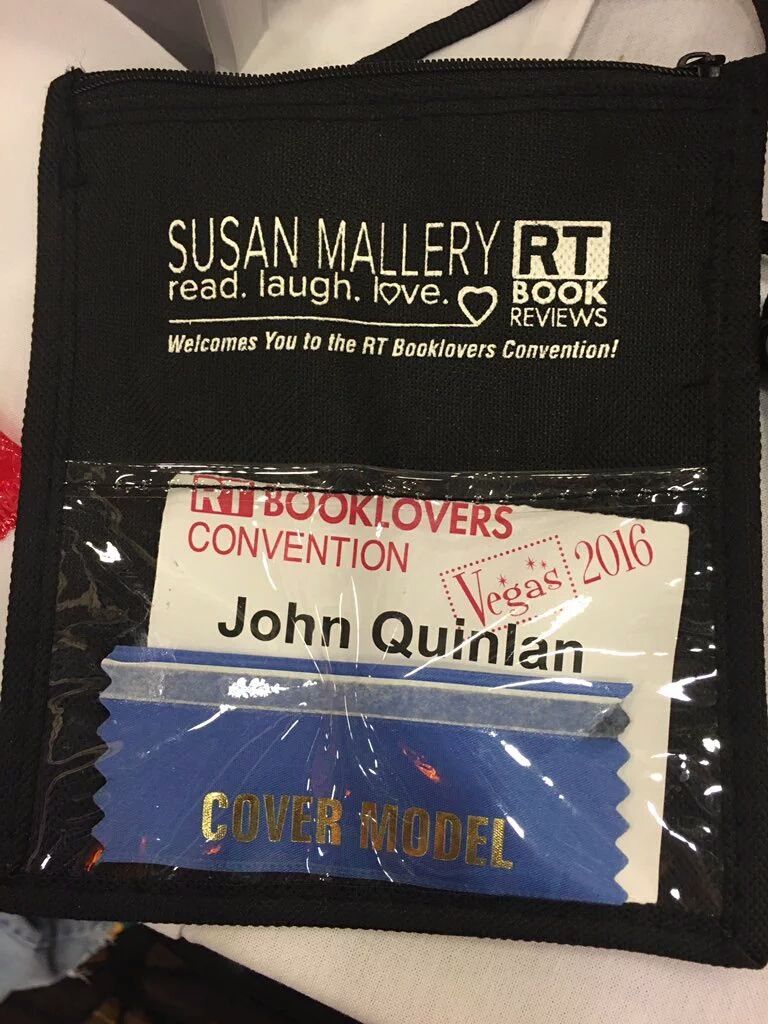 SUSAN MALLERY
read. laugh. love.
RT
BOOK
REVIEWS
Welcomes You to the RT Booklovers Convention!
RT BOOKLOVERS
CONVENTION
Vegas 2016
John Quinlan
COVER MODEL